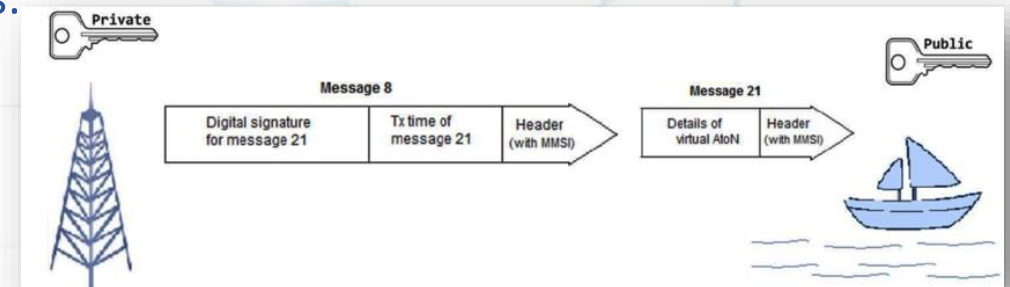 s.
Private
Public
Message 8
Message 21
Digital signature
for message 21
Tx time of
message 21
Header
(with MMSI)
Details of
virtual AtoN
Header
(with MMSI)